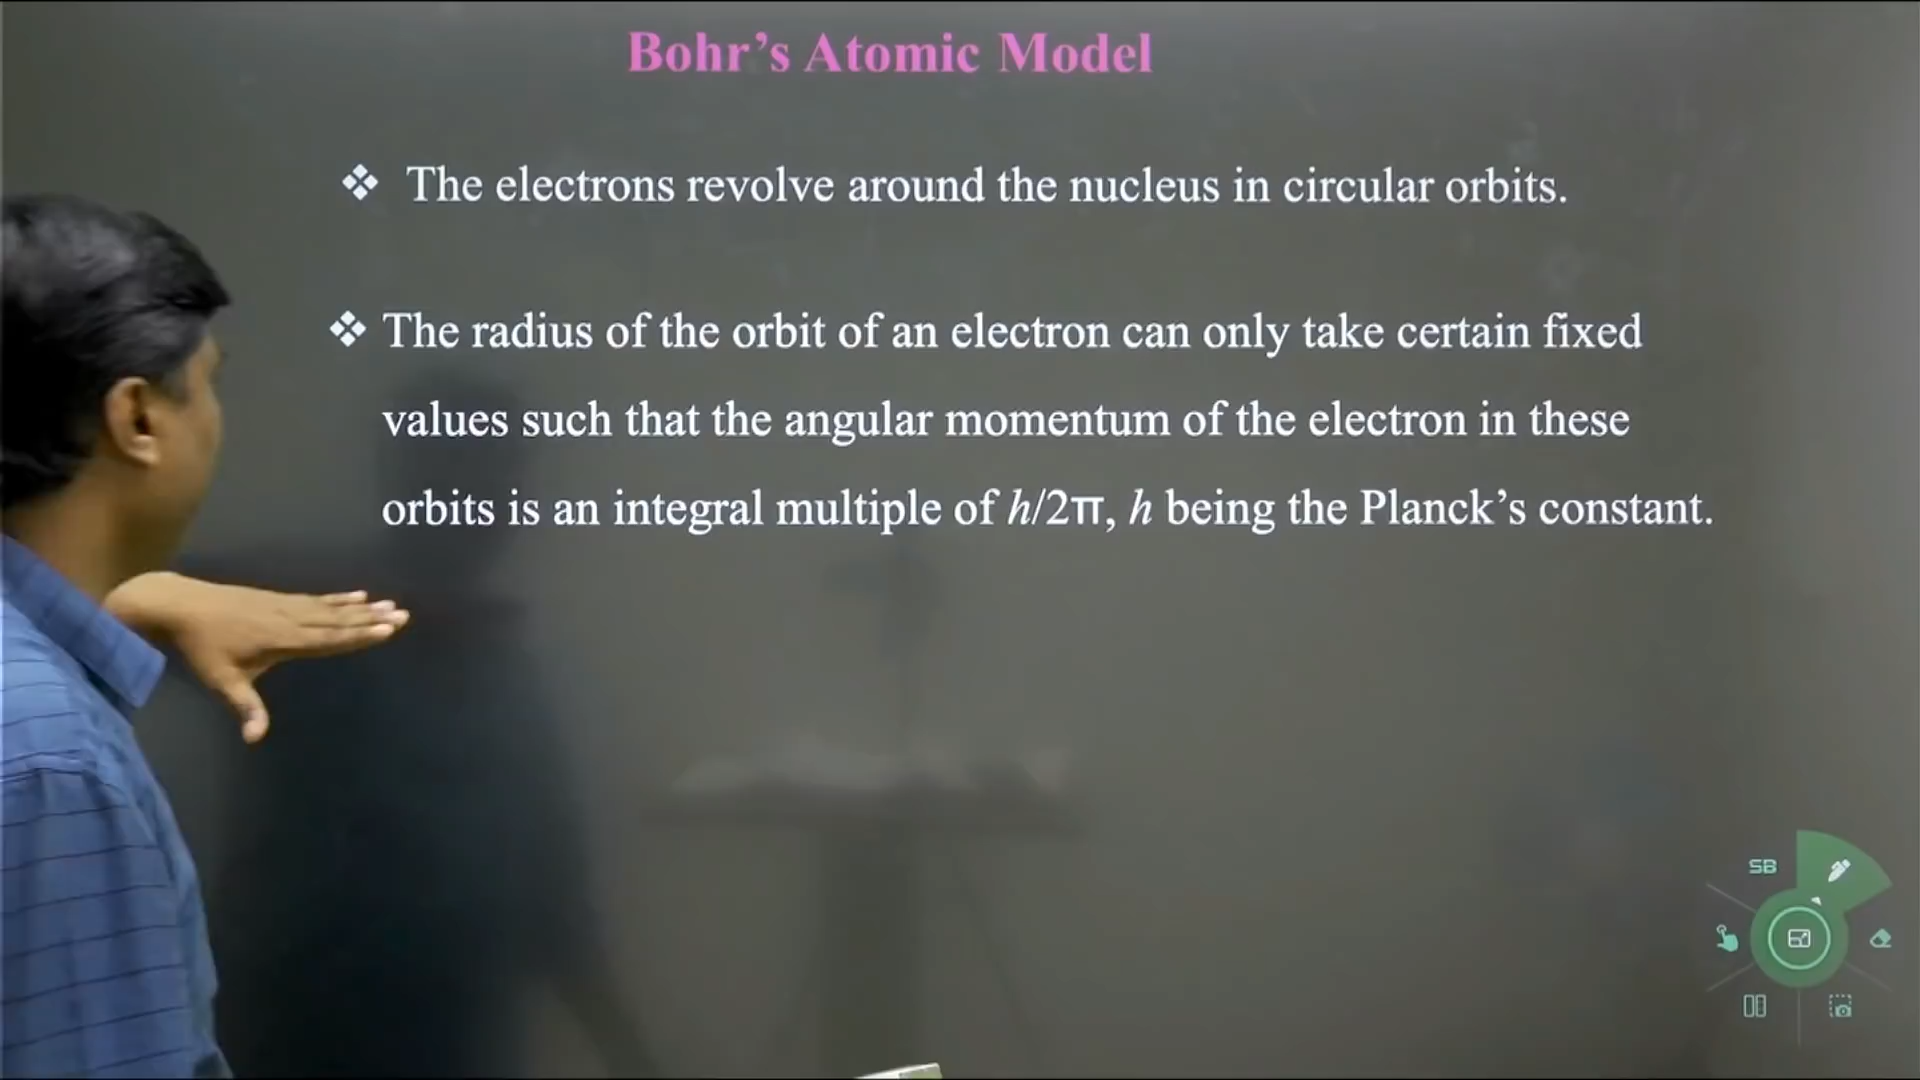 Bohr’s Atomic Model
❖ The electrons revolve around the nucleus in circular orbits.
❖ The radius of the orbit of an electron can only take certain fixed
values such that the angular momentum of the electron in these
orbits is an integral multiple of h/2π, h being the Planck’s constant.
SB